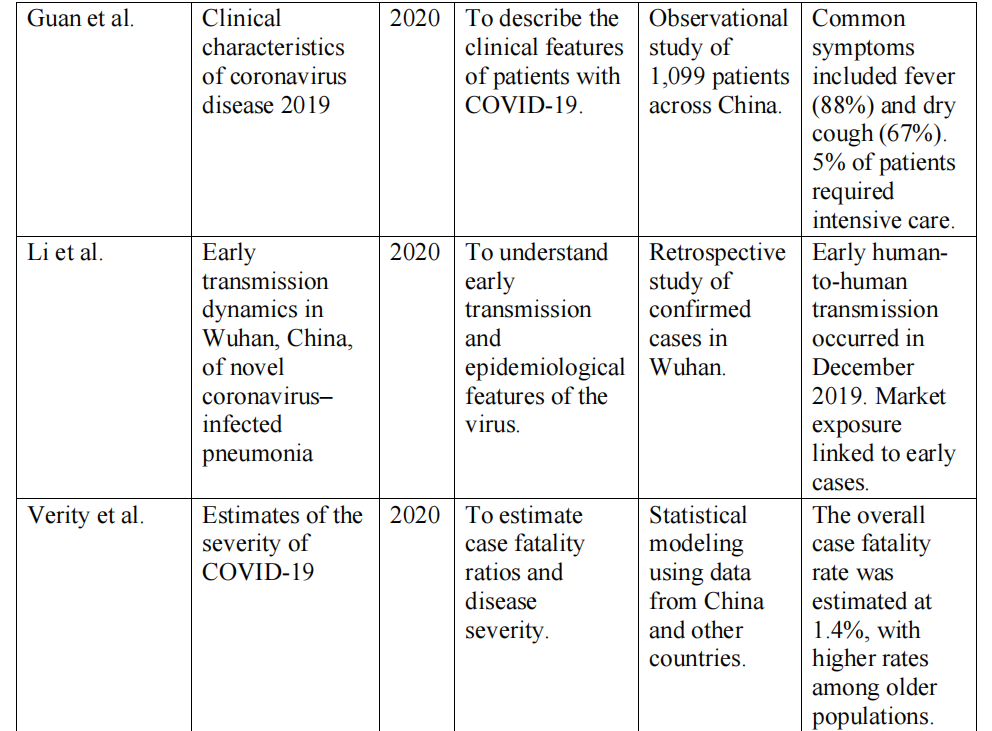 Guan et al.
Clinical
characteristics
of coronavirus
disease 2019
2020
To describe the
clinical features
of patients with
COVID-19.
Observational
study of
1,099 patients
across China.
Common
symptoms
included fever
(88%) and dry
cough (67%).
5% of patients
required
intensive care.
Li et al.
Early
transmission
dynamics in
Wuhan, China,
of novel
coronavirus–
infected
pneumonia
2020
To understand
early
transmission
and
epidemiological
features of the
virus.
Retrospective
study of
confirmed
cases in
Wuhan.
Early human-
to-human
transmission
occurred in
December
2019. Market
exposure
linked to early
cases.
Verity et al.
Estimates of the
severity of
COVID-19
2020
To estimate
case fatality
ratios and
disease
severity.
Statistical
modeling
using data
from China
and other
countries.
The overall
case fatality
rate was
estimated at
1.4%, with
higher rates
among older
populations.